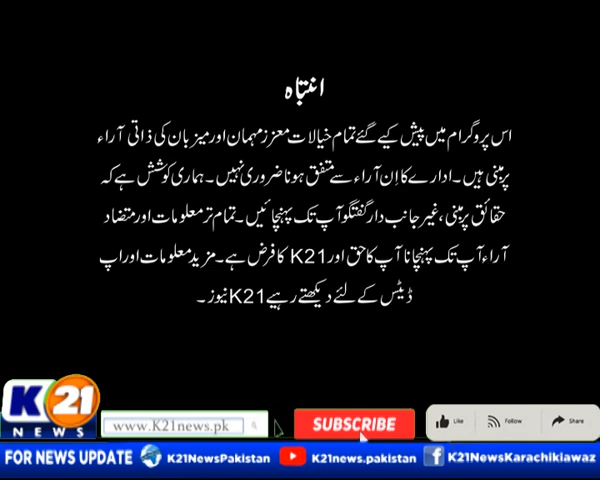 انتباہ
اس پروگرام میں پیش کیے گئے تمام خیالات معزز مہمان اور میزبان کی ذاتی آراء
پر مبنی ہیں۔ ادارے کا اِن آراء سے متفق ہونا ضروری نہیں۔ ہماری کوشش ہے کہ
حقائق پر مبنی، غیر جانب دار گفتگو آپ تک پہنچائیں۔ تمام تر معلومات اور متضاد
آراء آپ تک پہنچانا آپ کا حق اور K21 کا فرض ہے۔ مزید معلومات اور اپ
ڈیٹس کے لئے دیکھتے رہیے K21 نیوز۔
K21
NEWS
www.K21news.pk
SUBSCRIBE
Like
Follow
Share
FOR NEWS UPDATE
K21NewsPakistan
K21news.pakistan
K21NewsKarachikiawaz